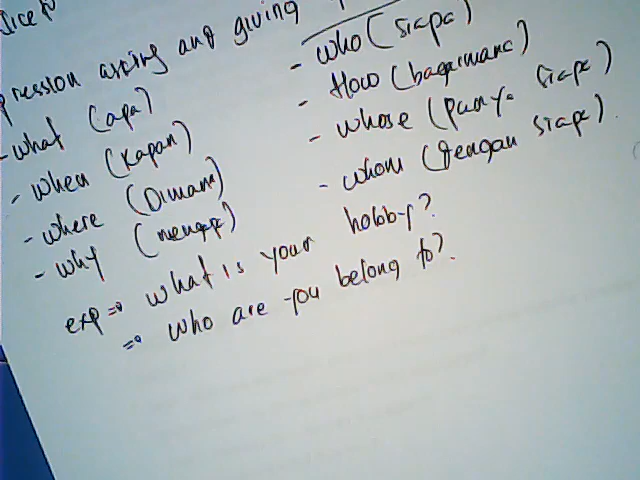 pression asking and giving
- what (apa)
- when (kapan)
- where (Dimana)
- why (mengapa)
- who (siapa)
- How (bagaimana)
- whose (punya siapa)
- whom (dengan siapa).
exp => what is your hobby?
=> who are you belong to?.